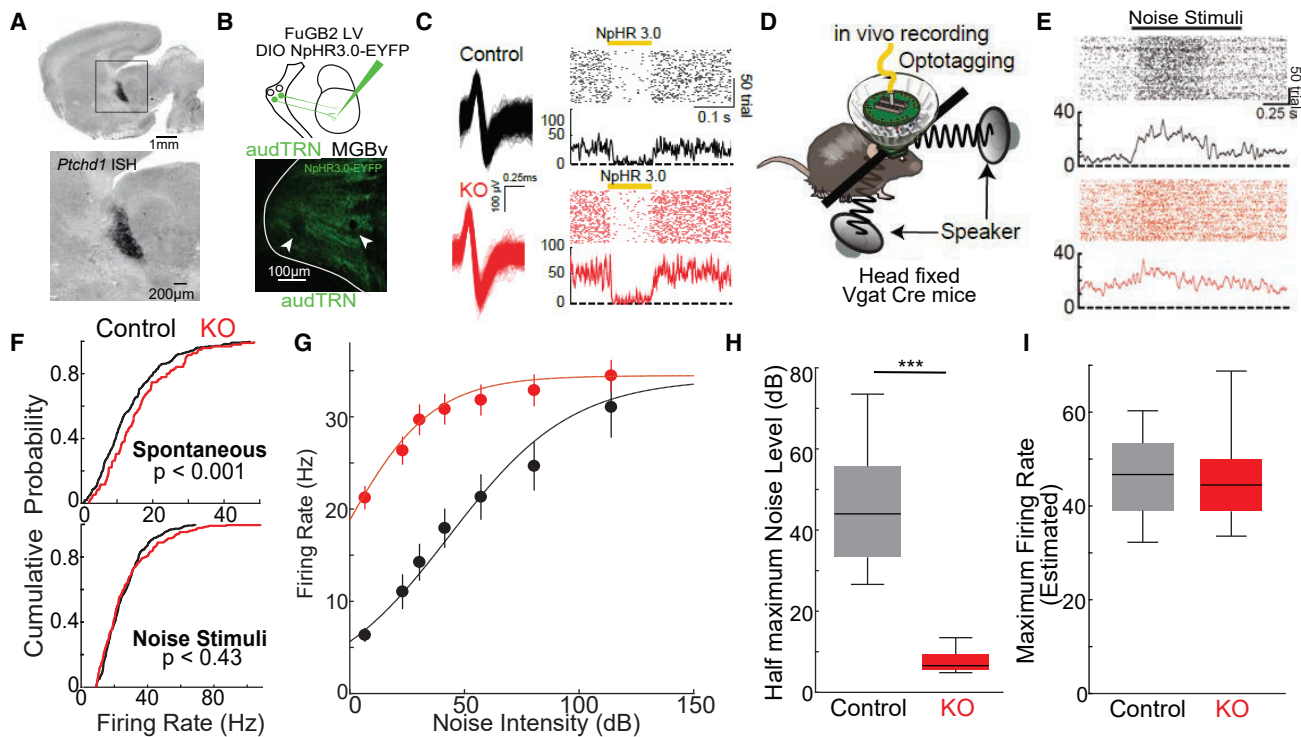 A
1mm
Ptchd1 ISH
200µm
B
FuGB2 LV
DIO NpHR3.0-EYFP
audTRN MGBv
NpHR3.0-EYFP
100µm
audTRN
C
Control
NpHR 3.0
50 trial
0.1 s
100
50
0
KO
0.25ms
100 µV
NpHR 3.0
100
50
0
D
in vivo recording
Optotagging
Speaker
Head fixed
Vgat Cre mice
E
Noise Stimuli
50 trials
0.25 s
40
20
0
40
20
0
F
Control KO
Cumulative Probability
0.8
0.4
0
Spontaneous
p < 0.001
0 20 40
0.8
0.4
0
Noise Stimuli
p < 0.43
0 40 80
Firing Rate (Hz)
G
Firing Rate (Hz)
30
20
10
0
0 50 100 150
Noise Intensity (dB)
H
Half maximum Noise Level (dB)
***
80
60
40
20
0
Control KO
I
Maximum Firing Rate
(Estimated)
60
40
20
0
Control KO